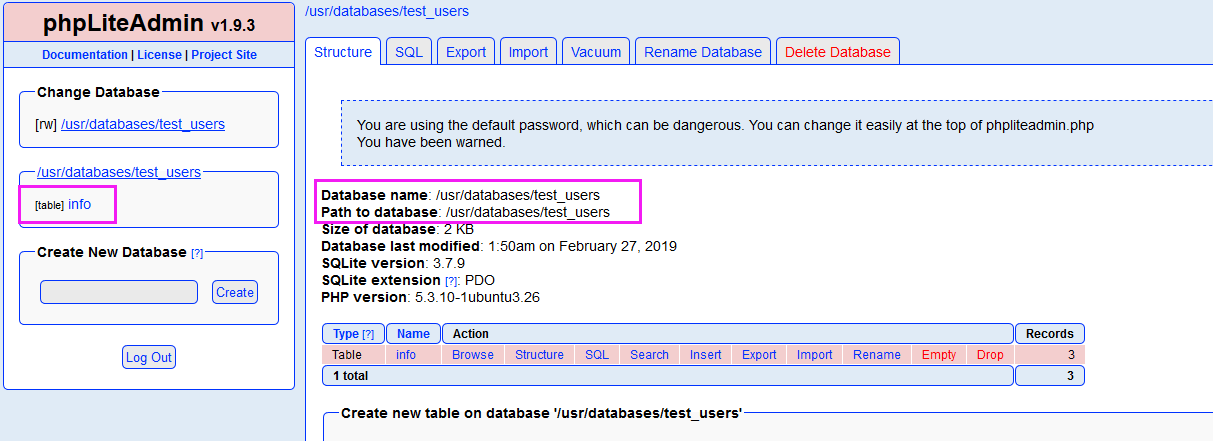 phpLiteAdmin v1.9.3
Documentation | License | Project Site
Change Database
[rw] /usr/databases/test_users
/usr/databases/test_users
[table] info
Create New Database [?]
Create
Log Out
/usr/databases/test_users
Structure SQL Export Import Vacuum Rename Database Delete Database
You are using the default password, which can be dangerous. You can change it easily at the top of phpliteadmin.php
You have been warned.
Database name: /usr/databases/test_users
Path to database: /usr/databases/test_users
Size of database: 2 KB
Database last modified: 1:50am on February 27, 2019
SQLite version: 3.7.9
SQLite extension [?]: PDO
PHP version: 5.3.10-1ubuntu3.26
Type [?] Name Action Records
Table info Browse Structure SQL Search Insert Export Import Rename Empty Drop 3
1 total 3
Create new table on database '/usr/databases/test_users'